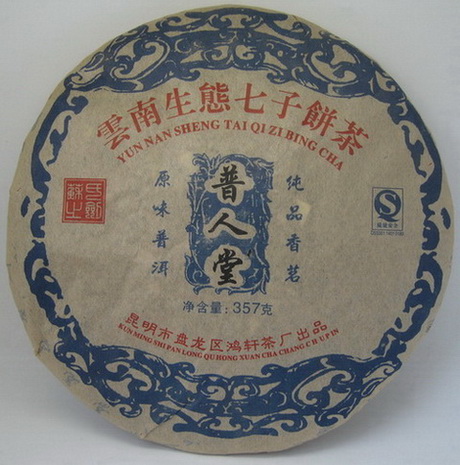 雲南生態七子餅茶
YUN NAN SHENG TAI QI ZI BING CHA
普人堂
純品香茗
原味普洱
净含量: 357克
昆明市盘龙区鸿轩茶厂出品
KUN MING SHI PAN LONG QU HONG XUAN CHA CHANG CHUPIN